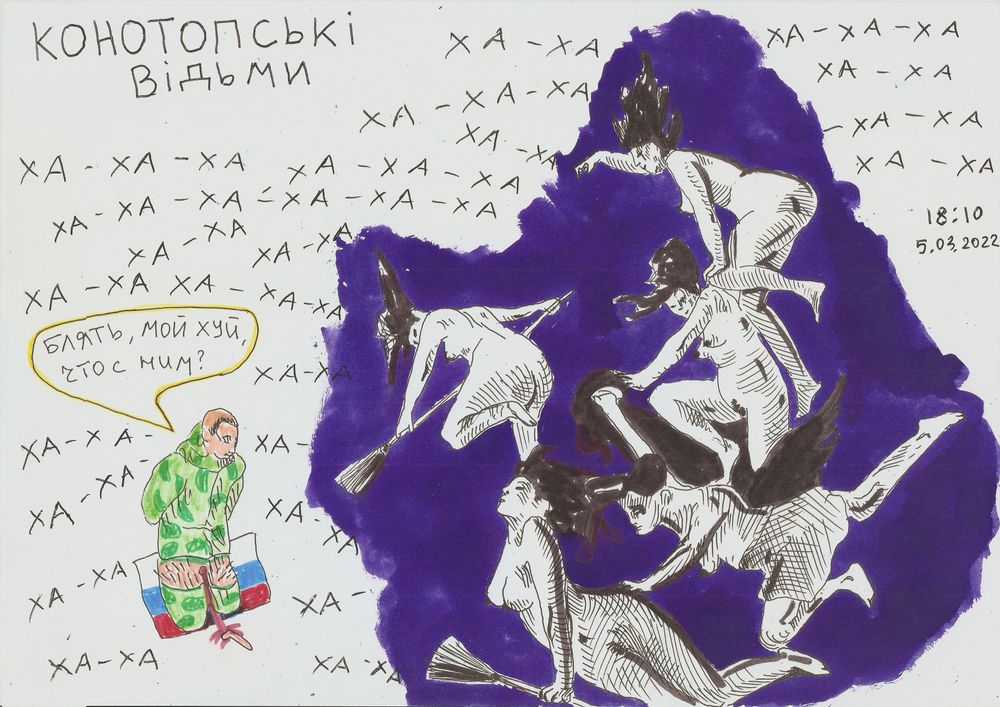 КОНОТОПСЬКІ
ВІДЬМИ
ХА - ХА
ХА - ХА - ХА
ХА - ХА
ХА - ХА - ХА
ХА
ХА
- ХА - ХА
ХА - ХА
ХА - ХА - ХА
ХА - ХА - ХА
ХА - ХА - ХА - ХА - ХА - ХА
ХА - ХА
ХА - ХА
18:10
5.03.2022
ХА - ХА ХА - ХА - ХА
БЛЯТЬ, МОЙ ХУЙ,
ЧТО С НИМ?
ХА - ХА
ХА - ХА -
ХА -
ХА - ХА
ХА -
ХА
ХА - ХА
ХА -
ХА - ХА
ХА - ХА